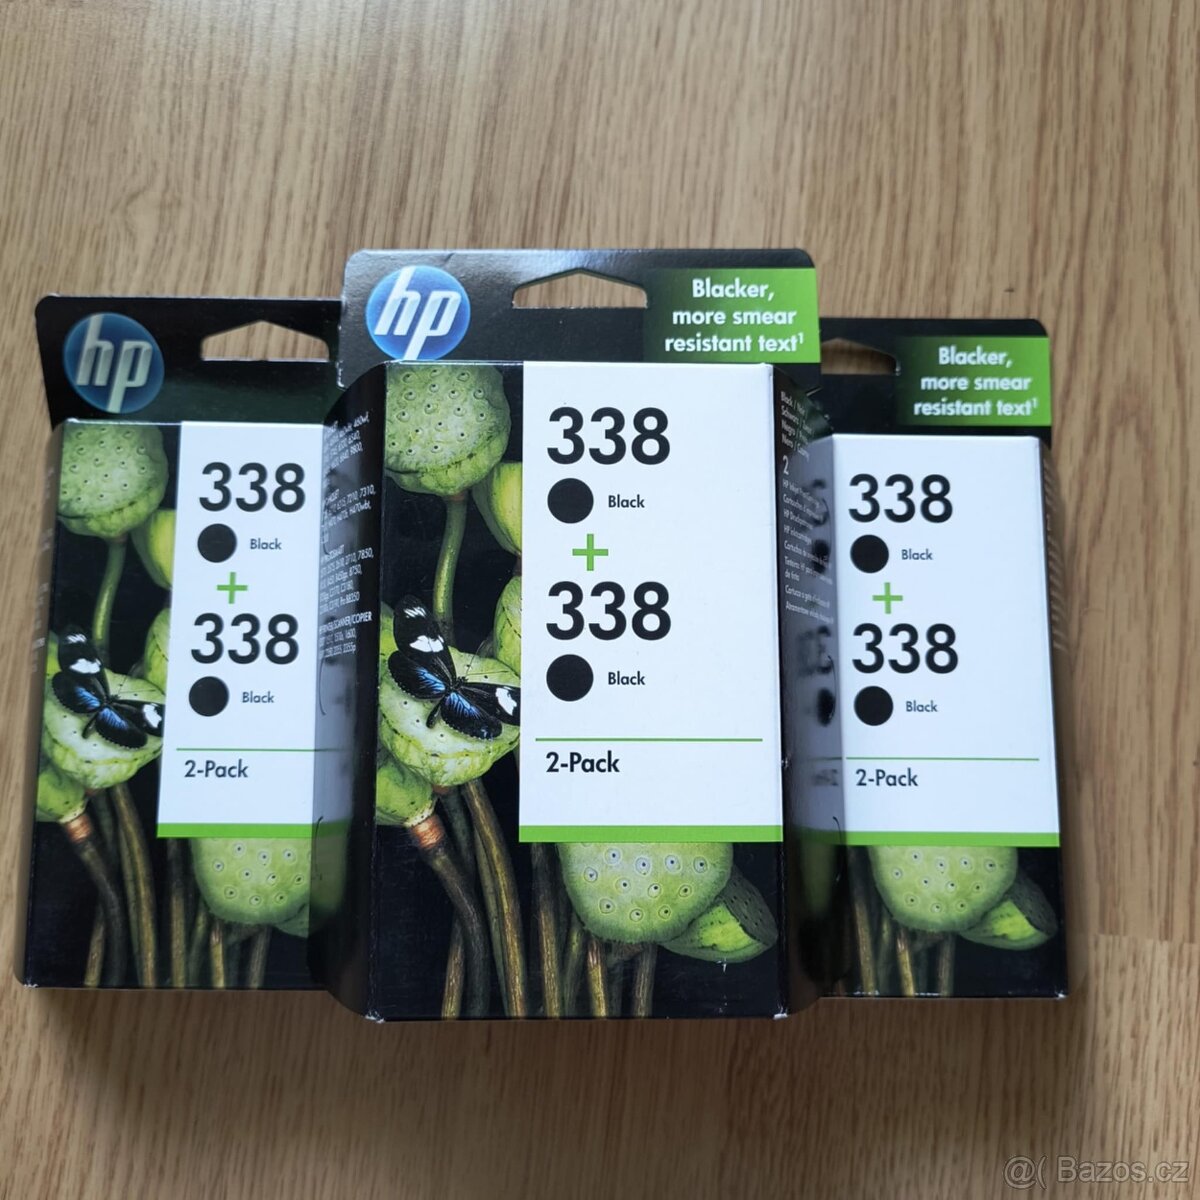 hp
338
Black
+
338
Black
2-Pack
hp
Blacker,
more smear
resistant text¹
338
Black
+
338
Black
2-Pack
Blacker,
more smear
resistant text¹
338
Black
+
338
Black
2-Pack
@( Bazos.cz